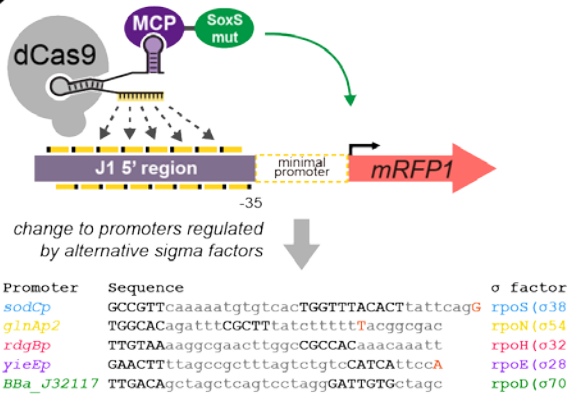 MCP
SoxS
mut
dCas9
J1 5' region
minimal
promoter
mRFP1
-35
change to promoters regulated
by alternative sigma factors
Promoter Sequence σ factor
sodCp GCCGTTcaaaaatgtgtcacTGGTTTACACTtattcagG rpoS(σ38
glnAp2 TGGCACagatttCGCTTtatctttttTacggcgac rpoN(σ54
rdgBp TTGTAAaaggcgaacttggcCGCCACaaacaaatt rpoH(σ32
yieEp GAACTTttagccgctttagtctgtcCATCAttccA rpoE(σ28
BBa_J32117 TTGACAgctagctcagtcctaggGATTGTGctagc rpoD(σ70